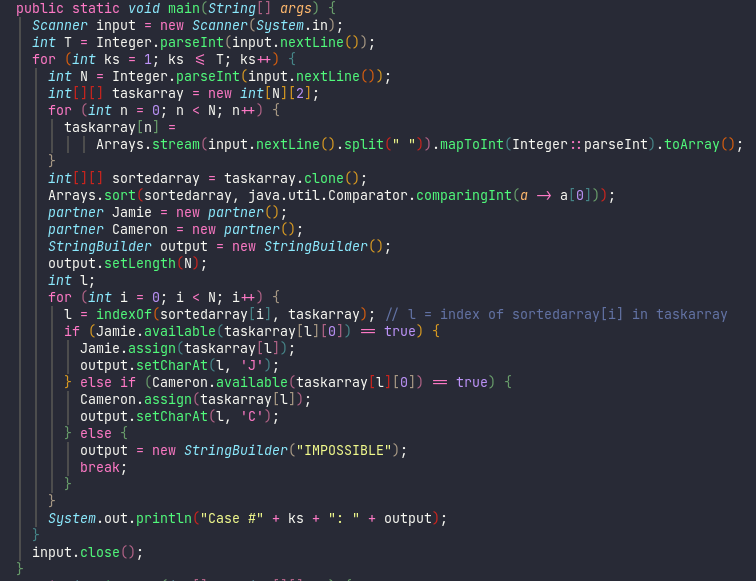 public static void main(String[] args) {
Scanner input = new Scanner(System.in);
int T = Integer.parseInt(input.nextLine());
for (int ks = 1; ks <= T; ks++) {
int N = Integer.parseInt(input.nextLine());
int[][] taskarray = new int[N][2];
for (int n = 0; n < N; n++) {
taskarray[n] =
Arrays.stream(input.nextLine().split(" ")).mapToInt(Integer::parseInt).toArray();
}
int[][] sortedarray = taskarray.clone();
Arrays.sort(sortedarray, java.util.Comparator.comparingInt(a -> a[0]));
partner Jamie = new partner();
partner Cameron = new partner();
StringBuilder output = new StringBuilder();
output.setLength(N);
int l;
for (int i = 0; i < N; i++) {
l = indexOf(sortedarray[i], taskarray); // l = index of sortedarray[i] in taskarray
if (Jamie.available(taskarray[l][0]) == true) {
Jamie.assign(taskarray[l]);
output.setCharAt(l, 'J');
} else if (Cameron.available(taskarray[l][0]) == true) {
Cameron.assign(taskarray[l]);
output.setCharAt(l, 'C');
} else {
output = new StringBuilder("IMPOSSIBLE");
break;
}
}
System.out.println("Case #" + ks + ": " + output);
}
input.close();
}